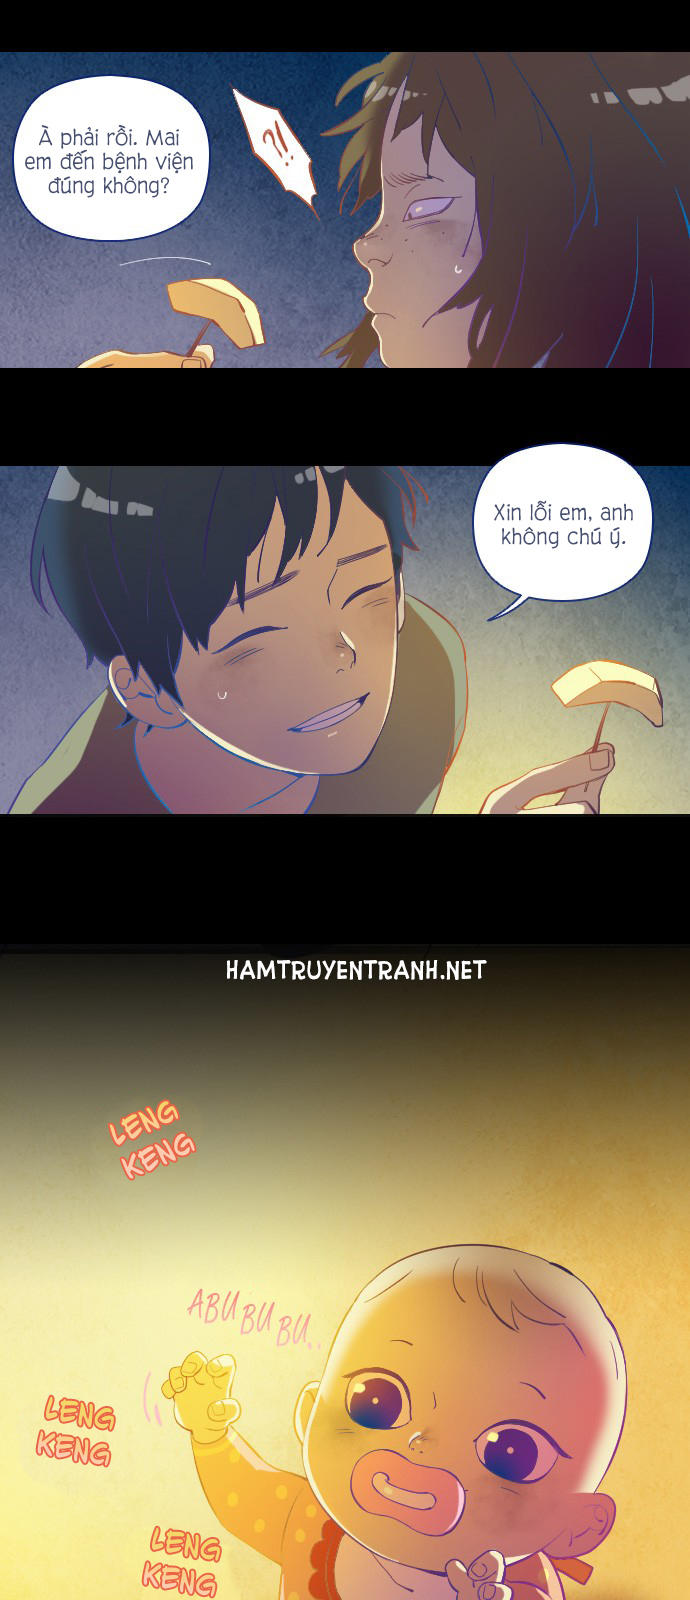 À phải rồi. Mai
em đến bệnh viện
đúng không?
?!
Xin lỗi em, anh
không chú ý.
HAMTRUYENTRANH.NET
LENG
KENG
ABU BU BU..
LENG
KENG
LENG
KENG